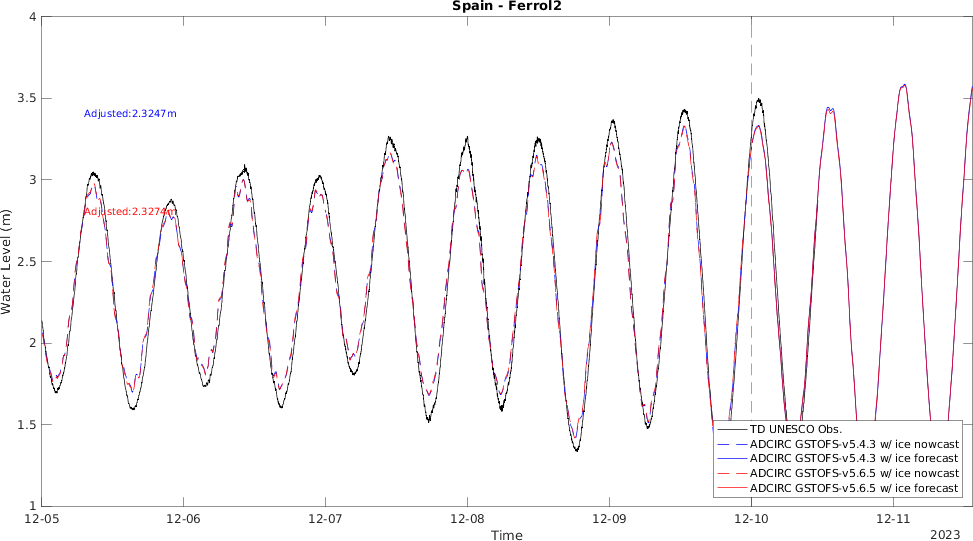 Spain - Ferrol2
4
3.5
3
2.5
2
1.5
1
Water Level (m)
Adjusted:2.3247m
Adjusted:2.3274m
TD UNESCO Obs.
ADCIRC GSTOFS-v5.4.3 w/ ice nowcast
ADCIRC GSTOFS-v5.4.3 w/ ice forecast
ADCIRC GSTOFS-v5.6.5 w/ ice nowcast
ADCIRC GSTOFS-v5.6.5 w/ ice forecast
12-05 12-06 12-07 12-08 12-09 12-10 12-11
Time
2023